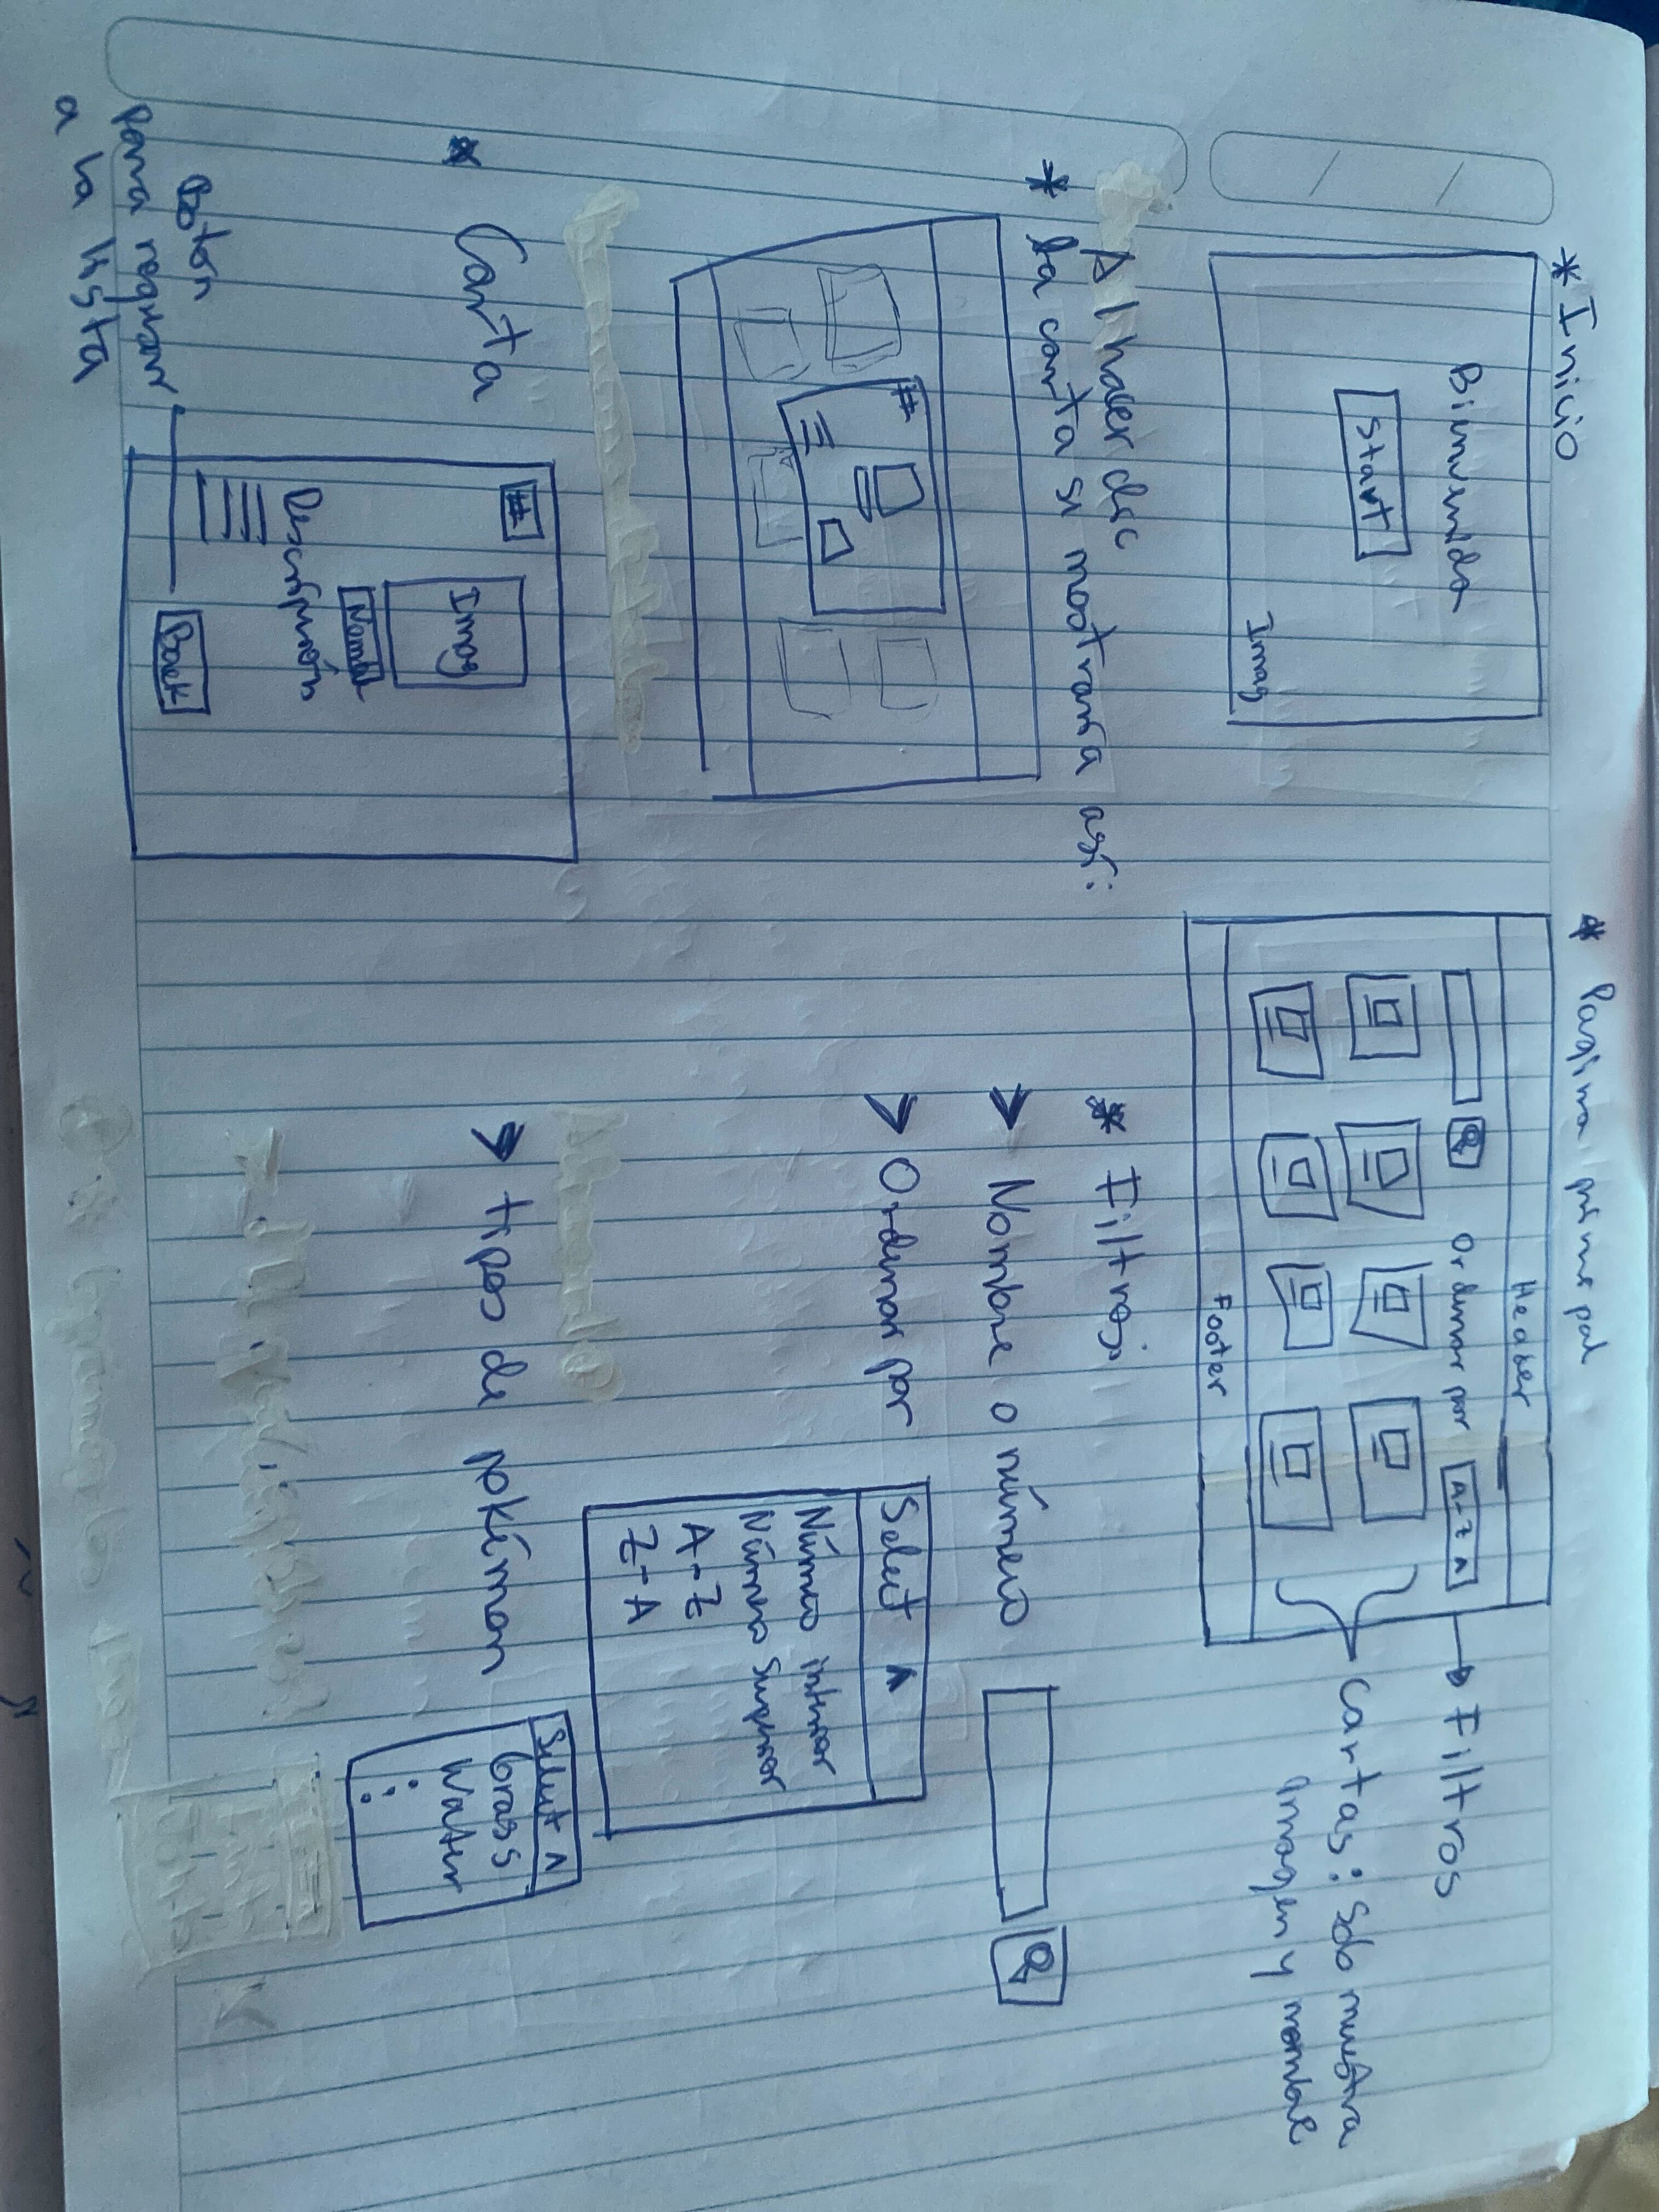 * Inicio
Bienvenida
Start
Imag
* Pagina principal
Header
Ordenar por A-Z
Filtros
Cartas: Solo muestra
imagen y nombre
Footer
Al hacer clic
* la carta se mostraría así:
#
* Carta
#
Imag
Nombre
Descripción
Back
Boton
para regresar
a la lista
* Filtros:
> Nombre o número
> Ordenar por
Select ∧
Número inferior
Número Superior
A-Z
Z-A
> tipos de pokémon
Select ∧
Grass
Water